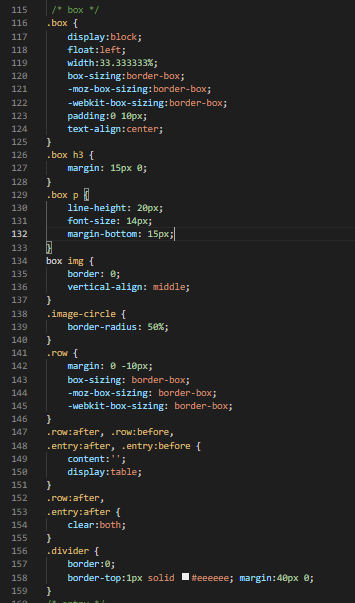 115 /* box */
116 .box {
117 display:block;
118 float:left;
119 width:33.333333%;
120 box-sizing:border-box;
121 -moz-box-sizing:border-box;
122 -webkit-box-sizing:border-box;
123 padding:0 10px;
124 text-align:center;
125 }
126 .box h3 {
127 margin: 15px 0;
128 }
129 .box p {
130 line-height: 20px;
131 font-size: 14px;
132 margin-bottom: 15px;
133 }
134 box img {
135 border: 0;
136 vertical-align: middle;
137 }
138 .image-circle {
139 border-radius: 50%;
140 }
141 .row {
142 margin: 0 -10px;
143 box-sizing: border-box;
144 -moz-box-sizing: border-box;
145 -webkit-box-sizing: border-box;
146 }
147 .row:after, .row:before,
148 .entry:after, .entry:before {
149 content:'';
150 display:table;
151 }
152 .row:after,
153 .entry:after {
154 clear:both;
155 }
156 .divider {
157 border:0;
158 border-top:1px solid #eeeeee; margin:40px 0;
159 }
160 /* entry */